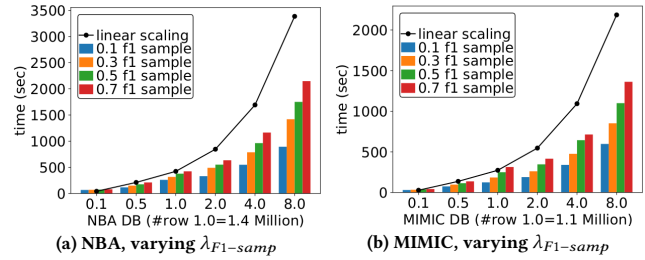 3500
3000
2500
2000
1500
1000
500
0
time (sec)
linear scaling
0.1 f1 sample
0.3 f1 sample
0.5 f1 sample
0.7 f1 sample
0.1 0.5 1.0 2.0 4.0 8.0
NBA DB (#row 1.0=1.4 Million)
(a) NBA, varying λF1−samp
2000
1500
1000
500
0
time (sec)
linear scaling
0.1 f1 sample
0.3 f1 sample
0.5 f1 sample
0.7 f1 sample
0.1 0.5 1.0 2.0 4.0 8.0
MIMIC DB (#row 1.0=1.1 Million)
(b) MIMIC, varying λF1−samp